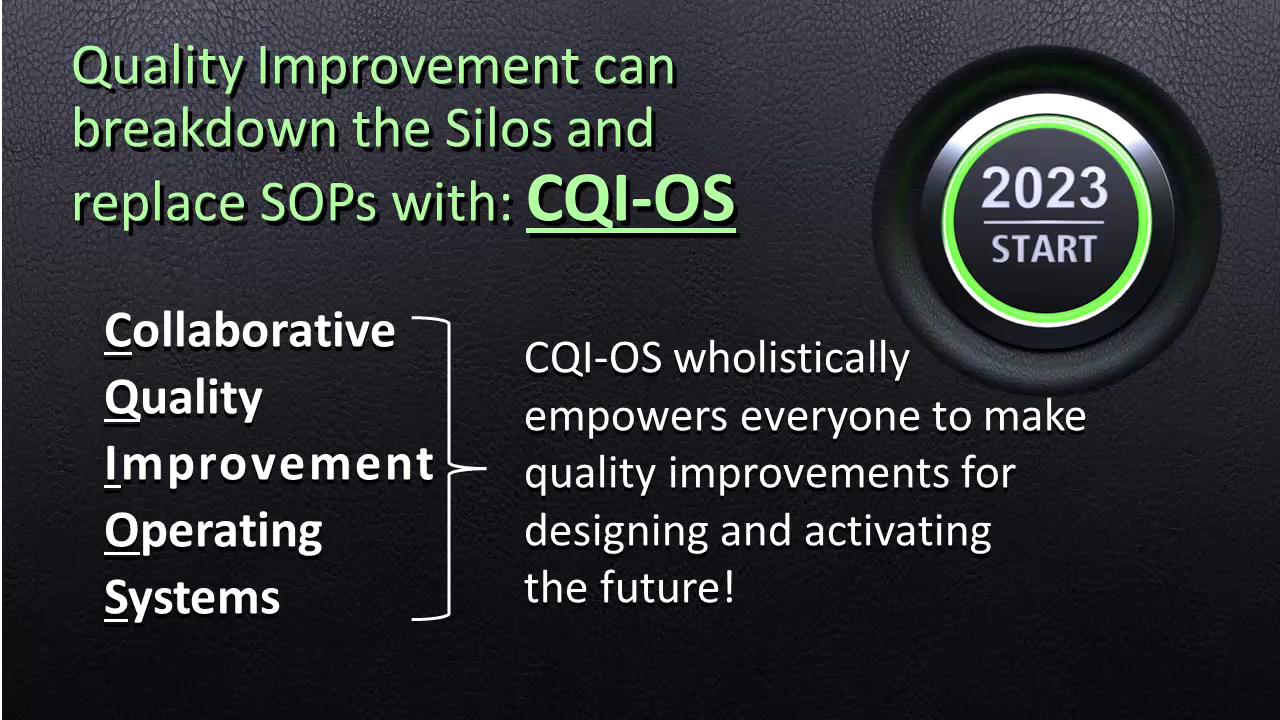 Quality Improvement can
breakdown the Silos and
replace SOPs with: CQI-OS
2023
START
Collaborative
Quality
Improvement
Operating
Systems
CQI-OS wholistically
empowers everyone to make
quality improvements for
designing and activating
the future!